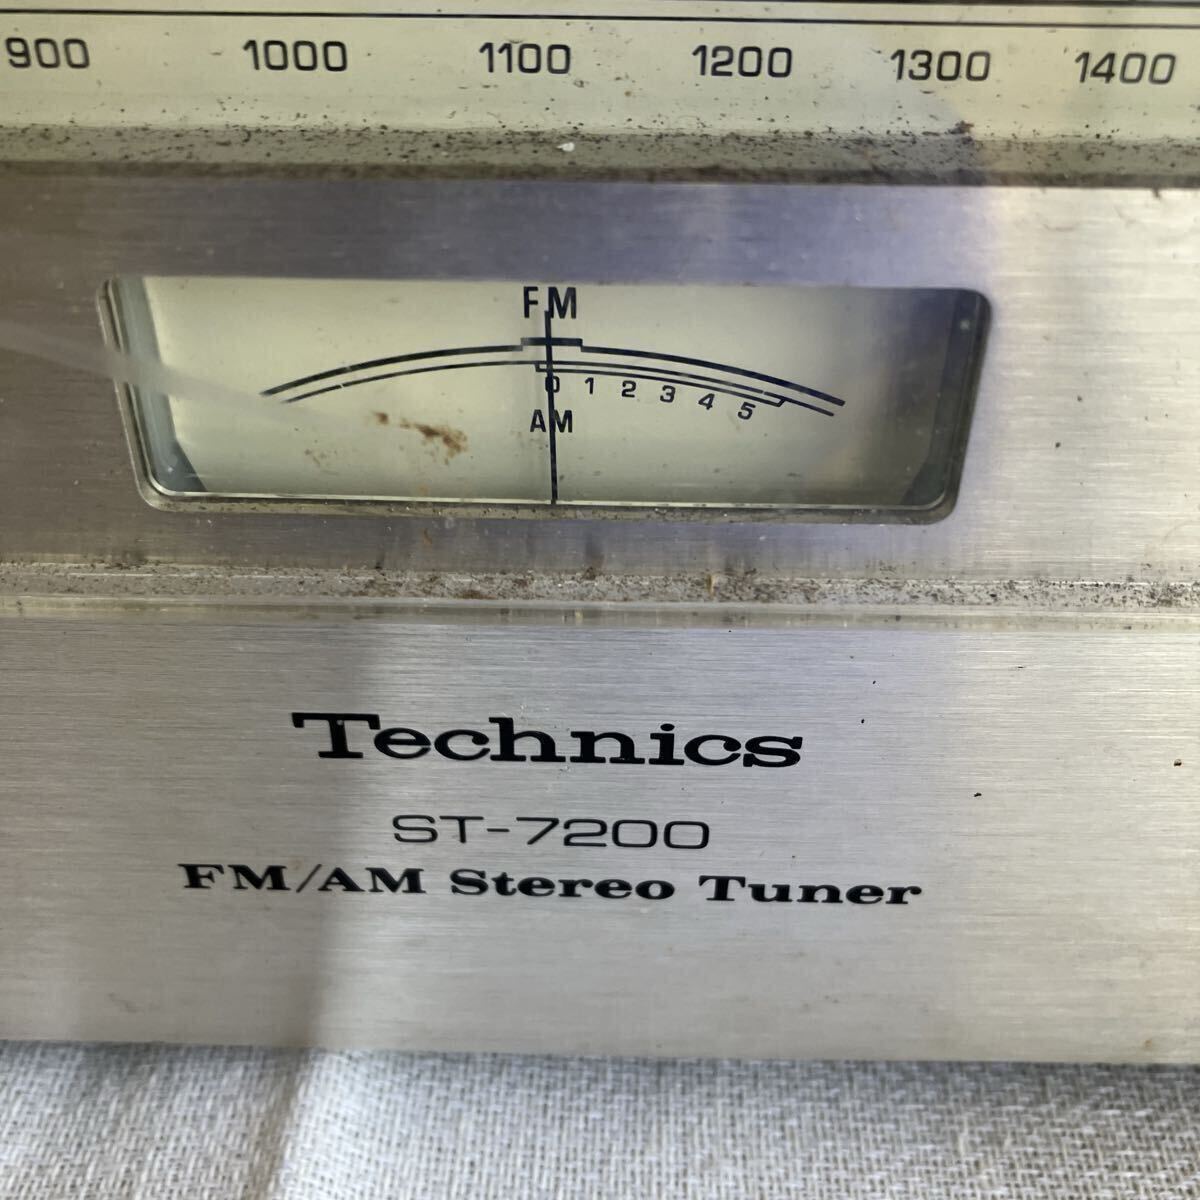 900 1000 1100 1200 1300 1400
FM
0 1 2 3 4 5
AM
Technics
ST-7200
FM/AM Stereo Tuner